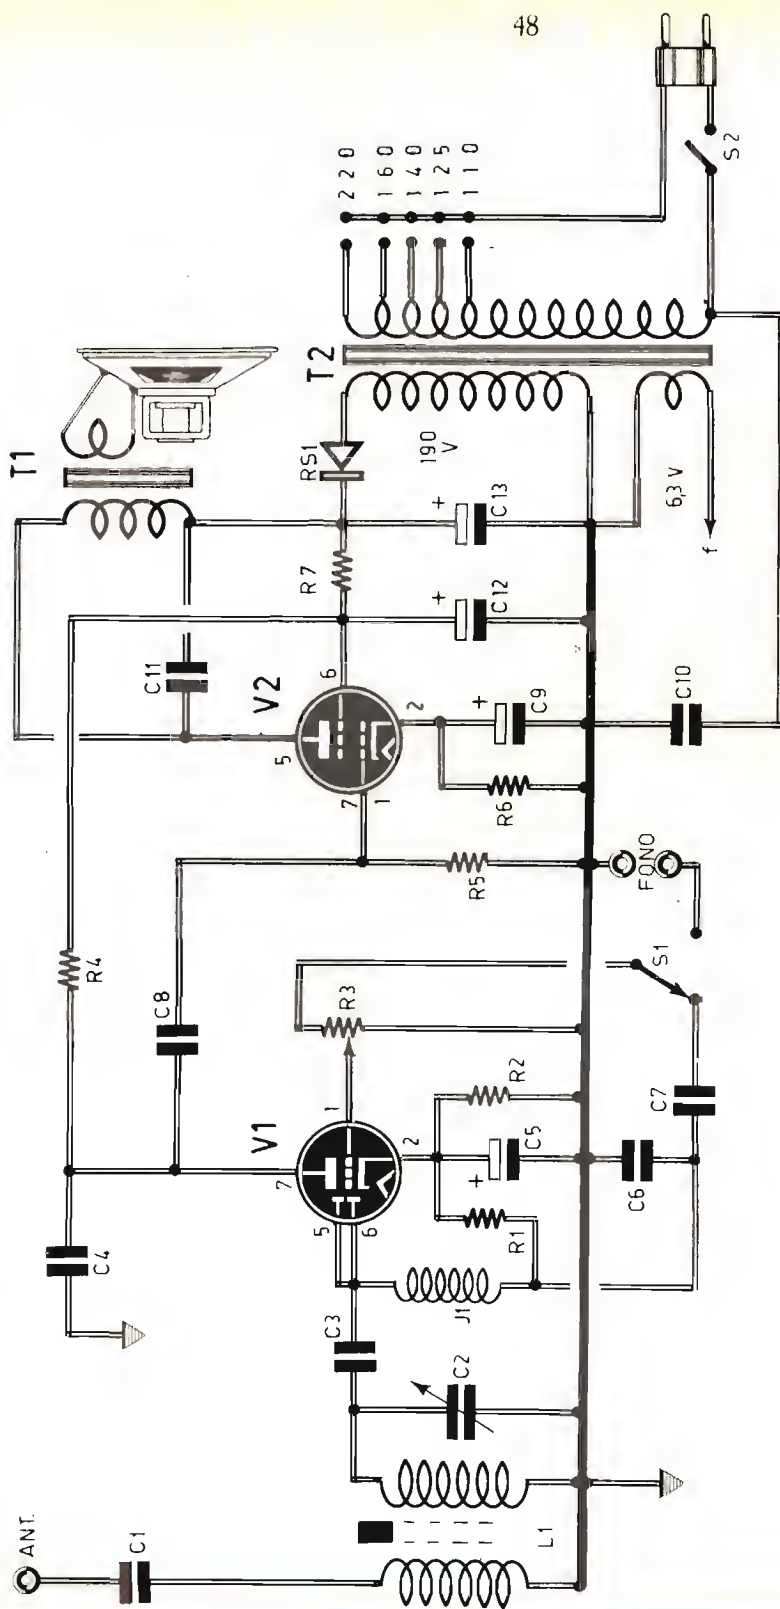 48
ANT.
C1
L1
C2
C3
C4
J1
5
6
7
V1
1
2
R1
C5
R2
R3
C6
C7
S1
FONO
C8
R4
R5
7
1
5
V2
6
2
R6
C9
C10
C11
T1
R7
C12
C13
+
+
+
+
RS1
190
V
T2
6,3 V
f
220
160
140
125
110
S2